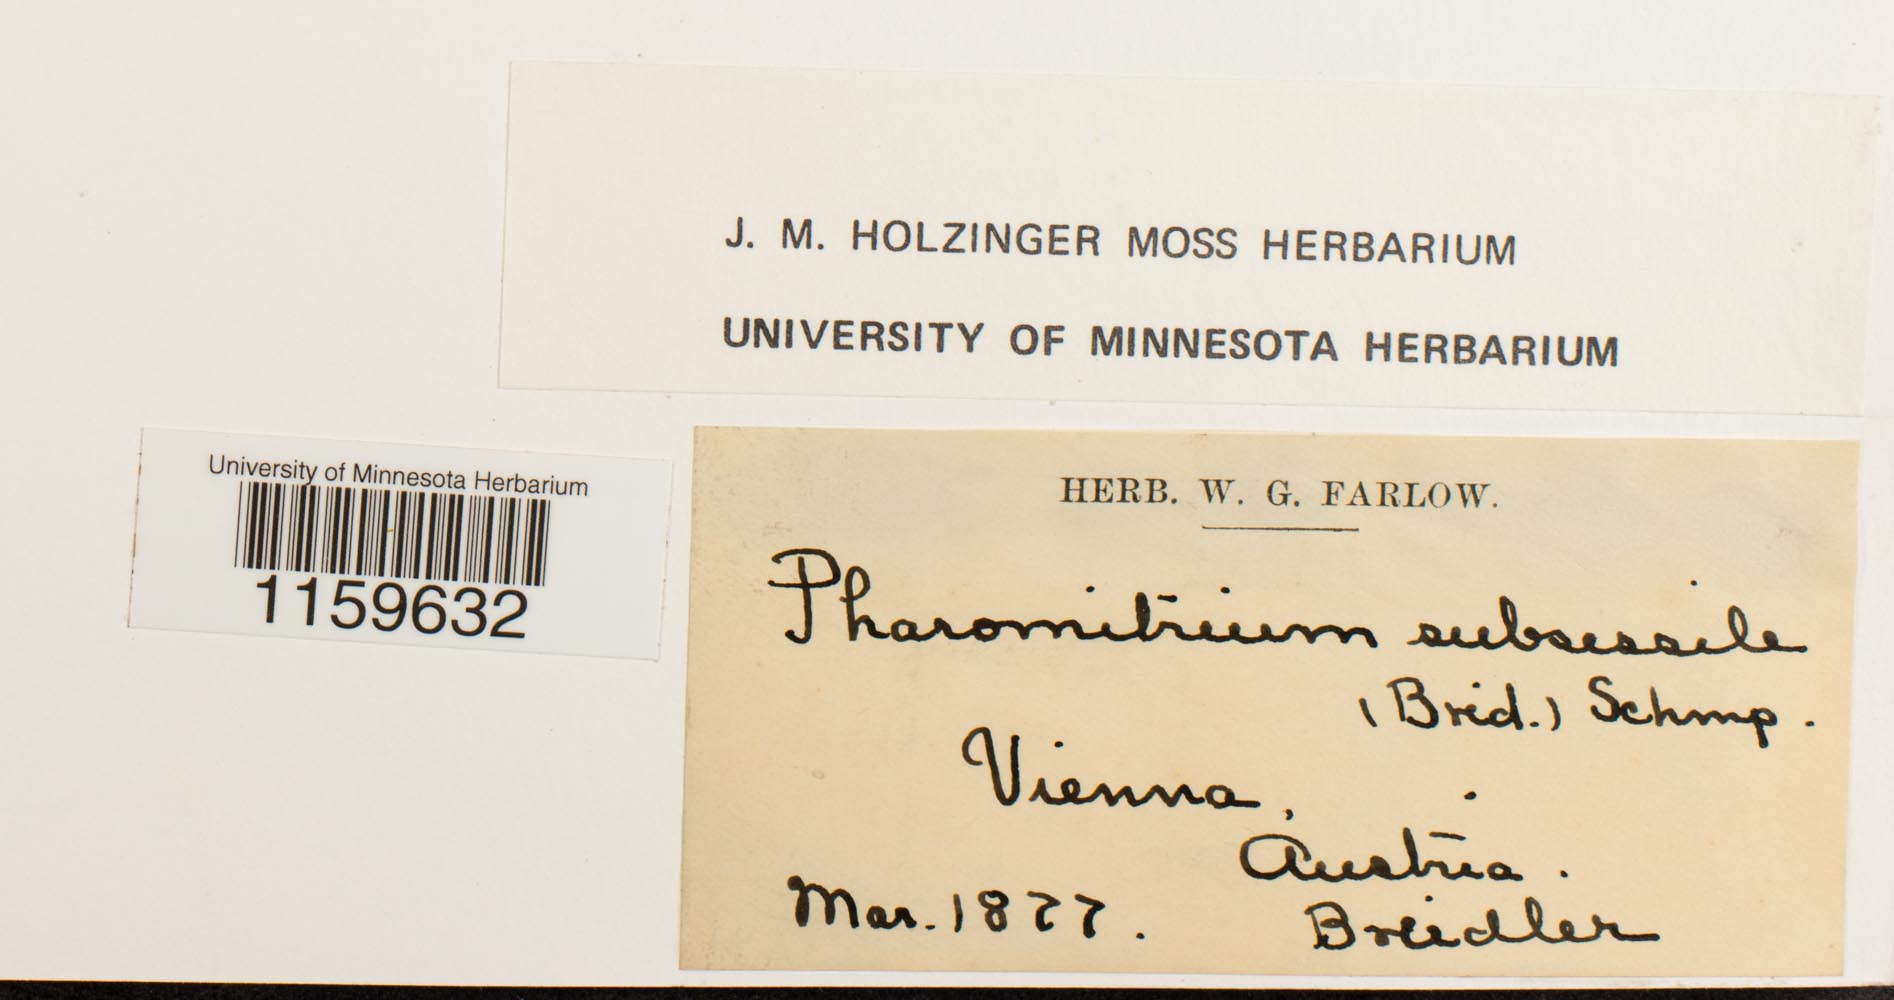 J. M. HOLZINGER MOSS HERBARIUM
UNIVERSITY OF MINNESOTA HERBARIUM
University of Minnesota Herbarium
1159632
HERB. W. G. FARLOW.
Pharomitrium subsessile
(Brid.) Schmp.
Vienna,
Austria.
Mar. 1877.
Breidler